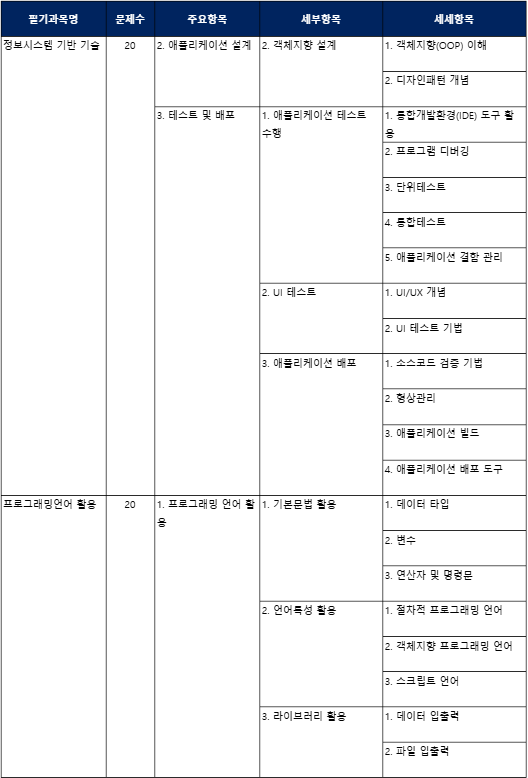 필기과목명 문제수 주요항목 세부항목 세세항목
정보시스템 기반 기술 20 2. 애플리케이션 설계 2. 객체지향 설계 1. 객체지향(OOP) 이해
2. 디자인패턴 개념
3. 테스트 및 배포 1. 애플리케이션 테스트 1. 통합개발환경(IDE) 도구 활
수행 용
2. 프로그램 디버깅
3. 단위테스트
4. 통합테스트
5. 애플리케이션 결함 관리
2. UI 테스트 1. UI/UX 개념
2. UI 테스트 기법
3. 애플리케이션 배포 1. 소스코드 검증 기법
2. 형상관리
3. 애플리케이션 빌드
4. 애플리케이션 배포 도구
프로그래밍언어 활용 20 1. 프로그래밍 언어 활 1. 기본문법 활용 1. 데이터 타입
용
2. 변수
3. 연산자 및 명령문
2. 언어특성 활용 1. 절차적 프로그래밍 언어
2. 객체지향 프로그래밍 언어
3. 스크립트 언어
3. 라이브러리 활용 1. 데이터 입출력
2. 파일 입출력